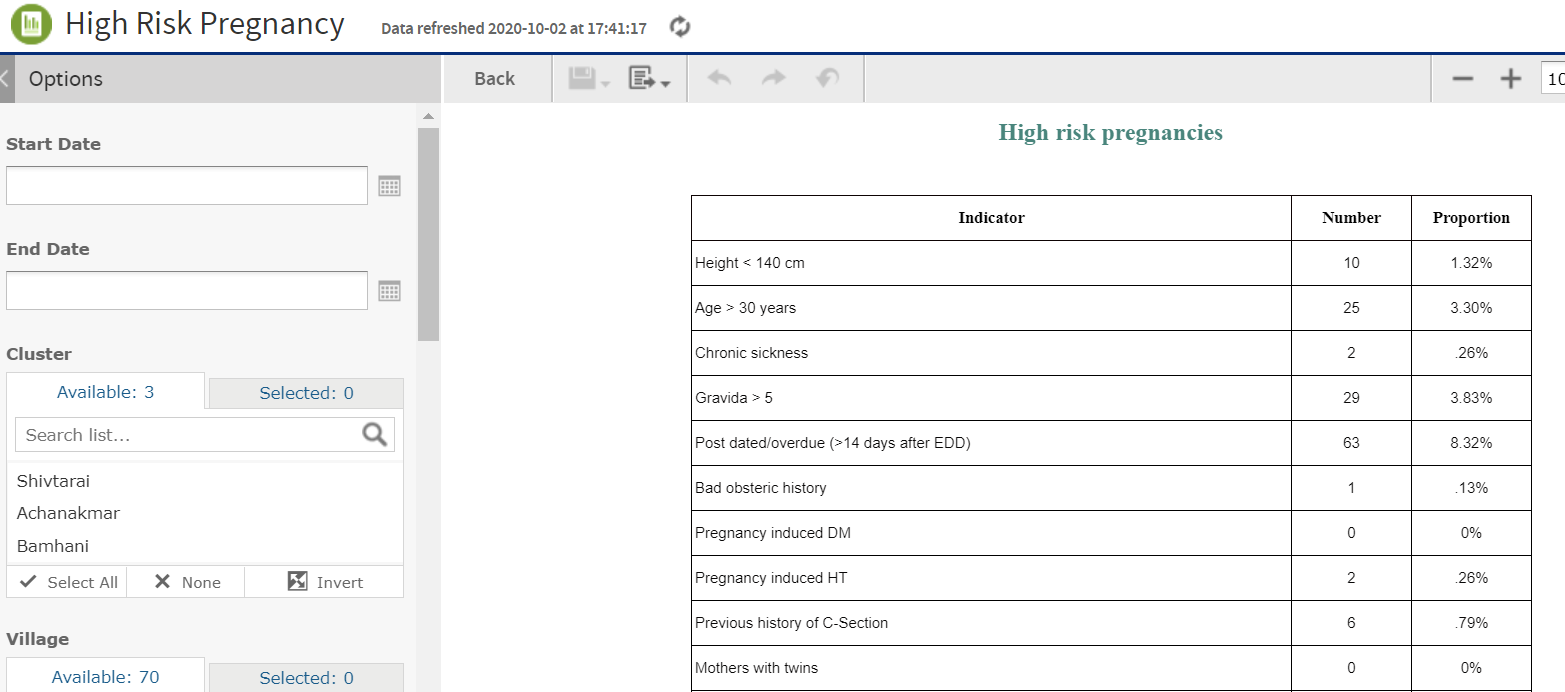 High Risk Pregnancy Data refreshed 2020-10-02 at 17:41:17
Options
Back
10
Start Date
End Date
Cluster
Available: 3 Selected: 0
Search list...
Shivtarai
Achanakmar
Bamhani
Select All None Invert
Village
Available: 70 Selected: 0
High risk pregnancies
Indicator Number Proportion
Height < 140 cm 10 1.32%
Age > 30 years 25 3.30%
Chronic sickness 2 .26%
Gravida > 5 29 3.83%
Post dated/overdue (>14 days after EDD) 63 8.32%
Bad obsteric history 1 .13%
Pregnancy induced DM 0 0%
Pregnancy induced HT 2 .26%
Previous history of C-Section 6 .79%
Mothers with twins 0 0%